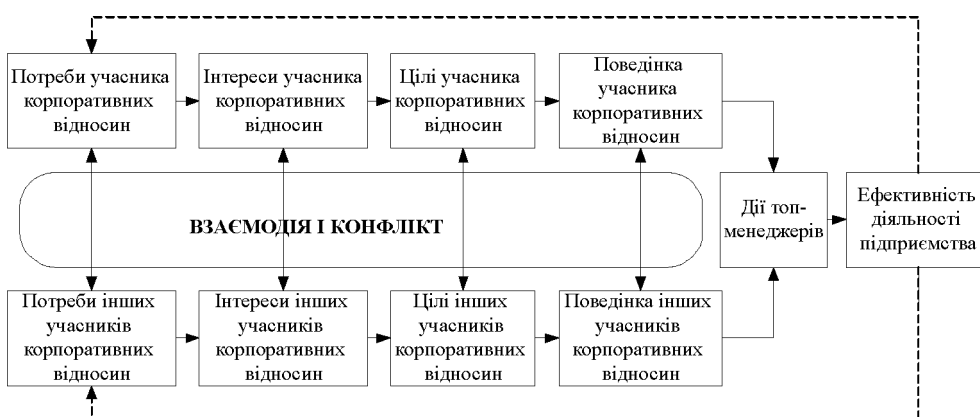 Потреби учасника
корпоративних
відносин
Інтереси учасника
корпоративних
відносин
Цілі учасника
корпоративних
відносин
Поведінка
учасника
корпоративних
відносин
ВЗАЄМОДІЯ І КОНФЛІКТ
Дії топ-
менеджерів
Ефективність
діяльності
підприємства
Потреби інших
учасників
корпоративних
відносин
Інтереси інших
учасників
корпоративних
відносин
Цілі інших
учасників
корпоративних
відносин
Поведінка інших
учасників
корпоративних
відносин